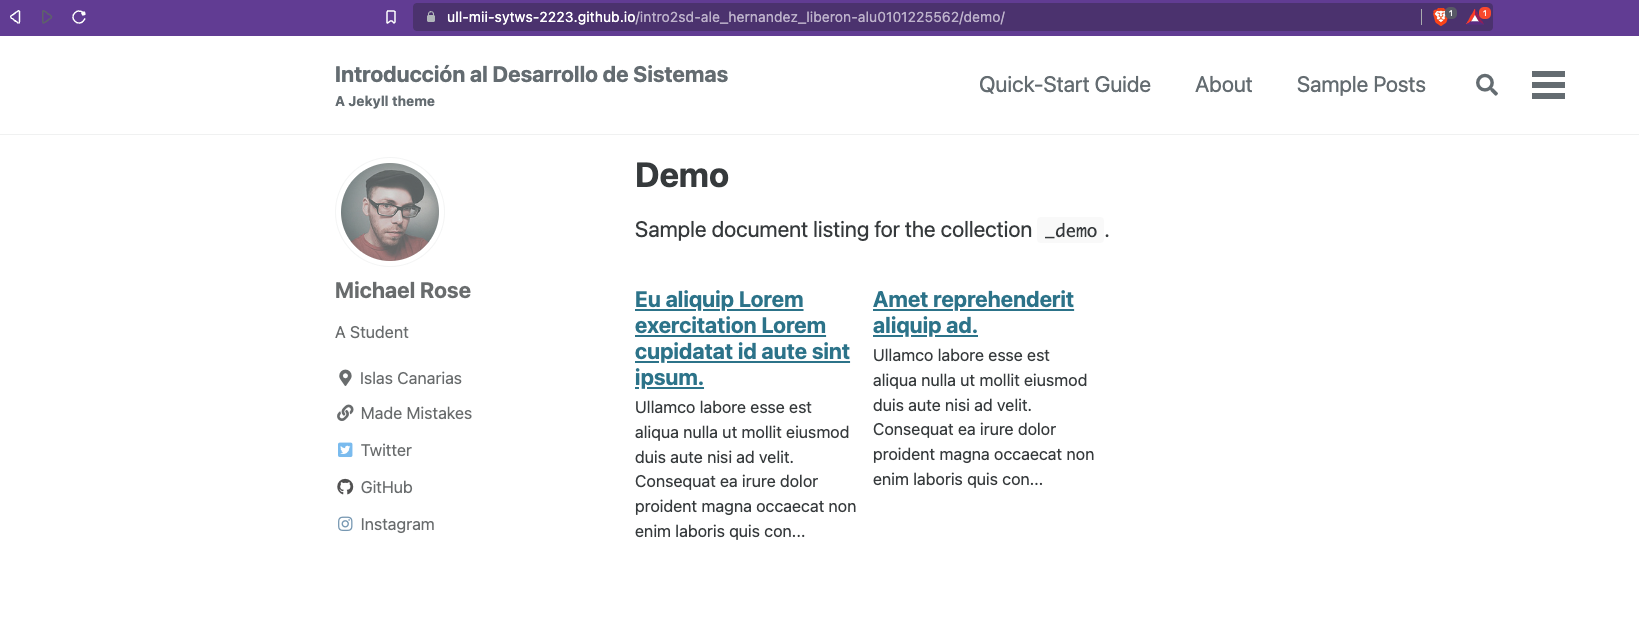 ull-mii-sytws-2223.github.io/intro2sd-ale_hernandez_liberon-alu0101225562/demo/
1
1
Introducción al Desarrollo de Sistemas
A Jekyll theme
Quick-Start Guide
About
Sample Posts
Michael Rose
A Student
Islas Canarias
Made Mistakes
Twitter
GitHub
Instagram
Demo
Sample document listing for the collection _demo.
Eu aliquip Lorem
exercitation Lorem
cupidatat id aute sint
ipsum.
Ullamco labore esse est
aliqua nulla ut mollit eiusmod
duis aute nisi ad velit.
Consequat ea irure dolor
proident magna occaecat non
enim laboris quis con...
Amet reprehenderit
aliquip ad.
Ullamco labore esse est
aliqua nulla ut mollit eiusmod
duis aute nisi ad velit.
Consequat ea irure dolor
proident magna occaecat non
enim laboris quis con...